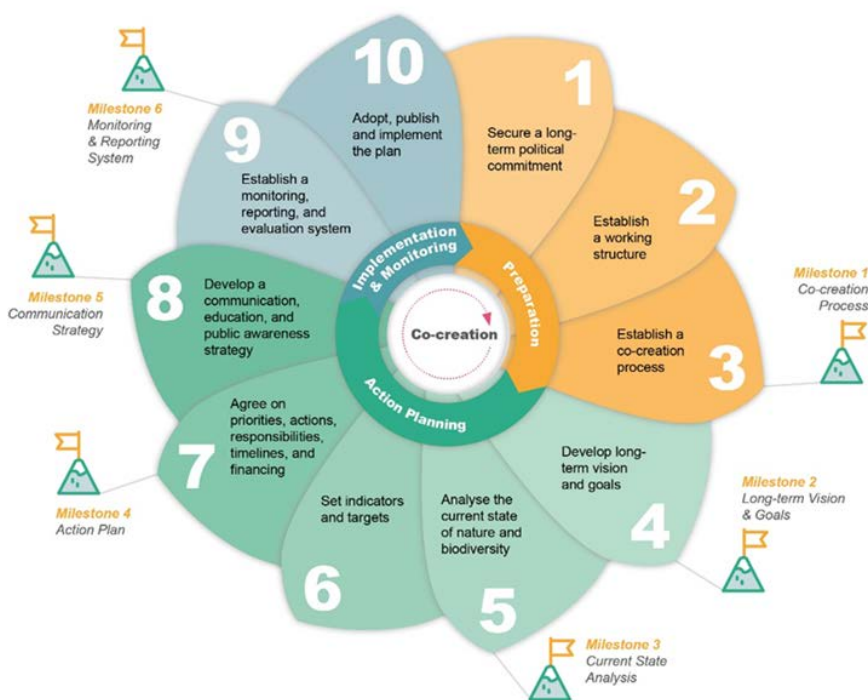 1
Secure a long-
term political
commitment
2
Establish
a working
structure
3
Establish a
co-creation
process
4
Develop long-
term vision
and goals
5
Analyse the
current state
of nature and
biodiversity
6
Set indicators
and targets
7
Agree on
priorities, actions,
responsibilities,
timelines, and
financing
8
Develop a
communication,
education, and
public awareness
strategy
9
Establish a
monitoring,
reporting, and
evaluation system
10
Adopt, publish
and implement
the plan
Preparation
Action Planning
Implementation
& Monitoring
Co-creation
Milestone 1
Co-creation
Process
Milestone 2
Long-term Vision
& Goals
Milestone 3
Current State
Analysis
Milestone 4
Action Plan
Milestone 5
Communication
Strategy
Milestone 6
Monitoring
& Reporting
System